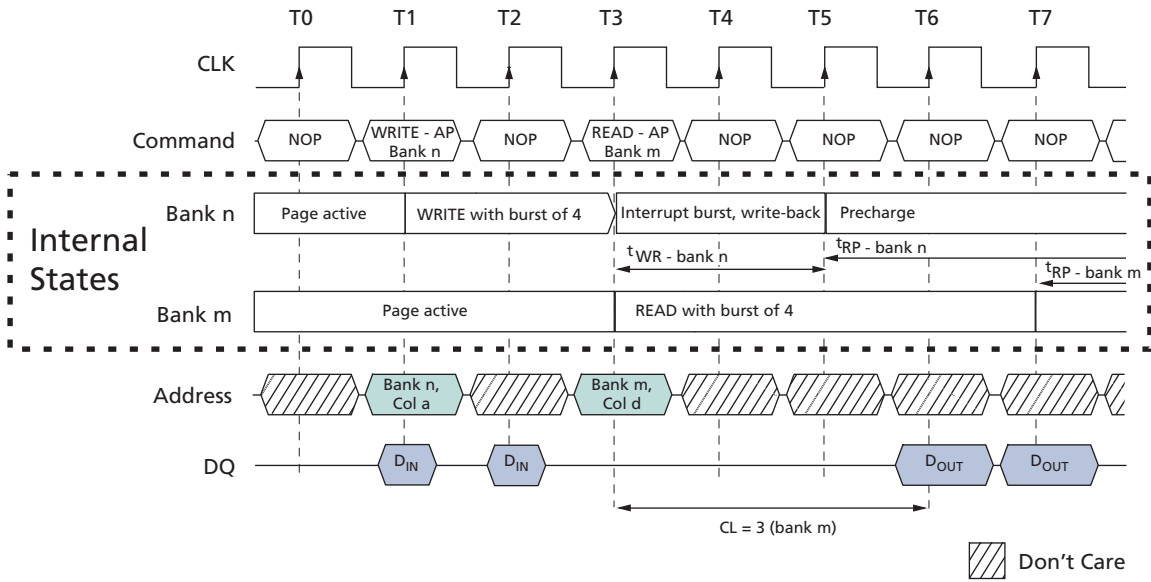 T0 T1 T2 T3 T4 T5 T6 T7
CLK
Command NOP WRITE - AP Bank n NOP READ - AP Bank m NOP NOP NOP NOP
Internal States
Bank n Page active WRITE with burst of 4 Interrupt burst, write-back Precharge
tWR - bank n tRP - bank n
tRP - bank m
Bank m Page active READ with burst of 4
Address Bank n, Col a Bank m, Col d
DQ DIN DIN DOUT DOUT
CL = 3 (bank m)
Don't Care